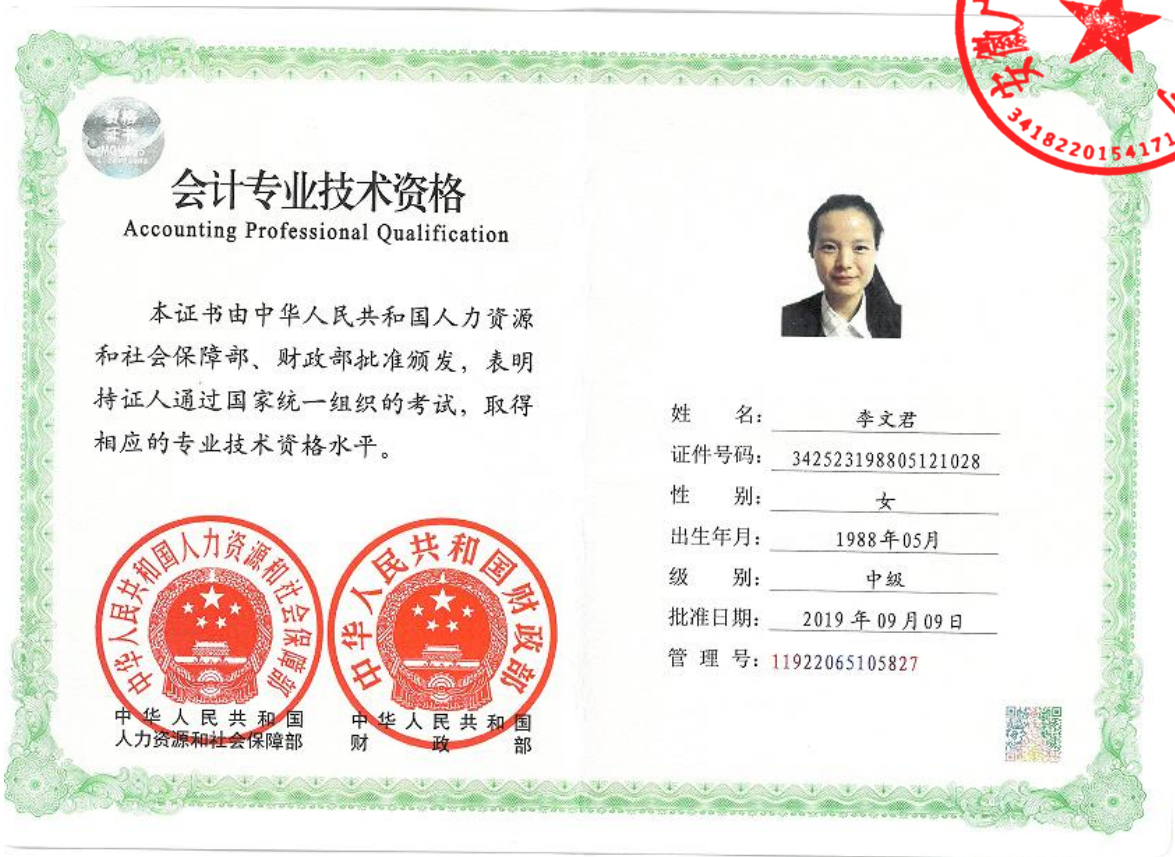 会计专业技术资格
Accounting Professional Qualification
本证书由中华人民共和国人力资源
和社会保障部、财政部批准颁发，表明
持证人通过国家统一组织的考试，取得
相应的专业技术资格水平。
中华人民共和国人力资源和社会保障部
中华人民共和国财政部
中华人民共和国
人力资源和社会保障部
中华人民共和国
财政部
安徽
3418220154171
姓名：李文君
证件号码：342523198805121028
性别：女
出生年月：1988年05月
级别：中级
批准日期：2019年09月09日
管理号：11922065105827